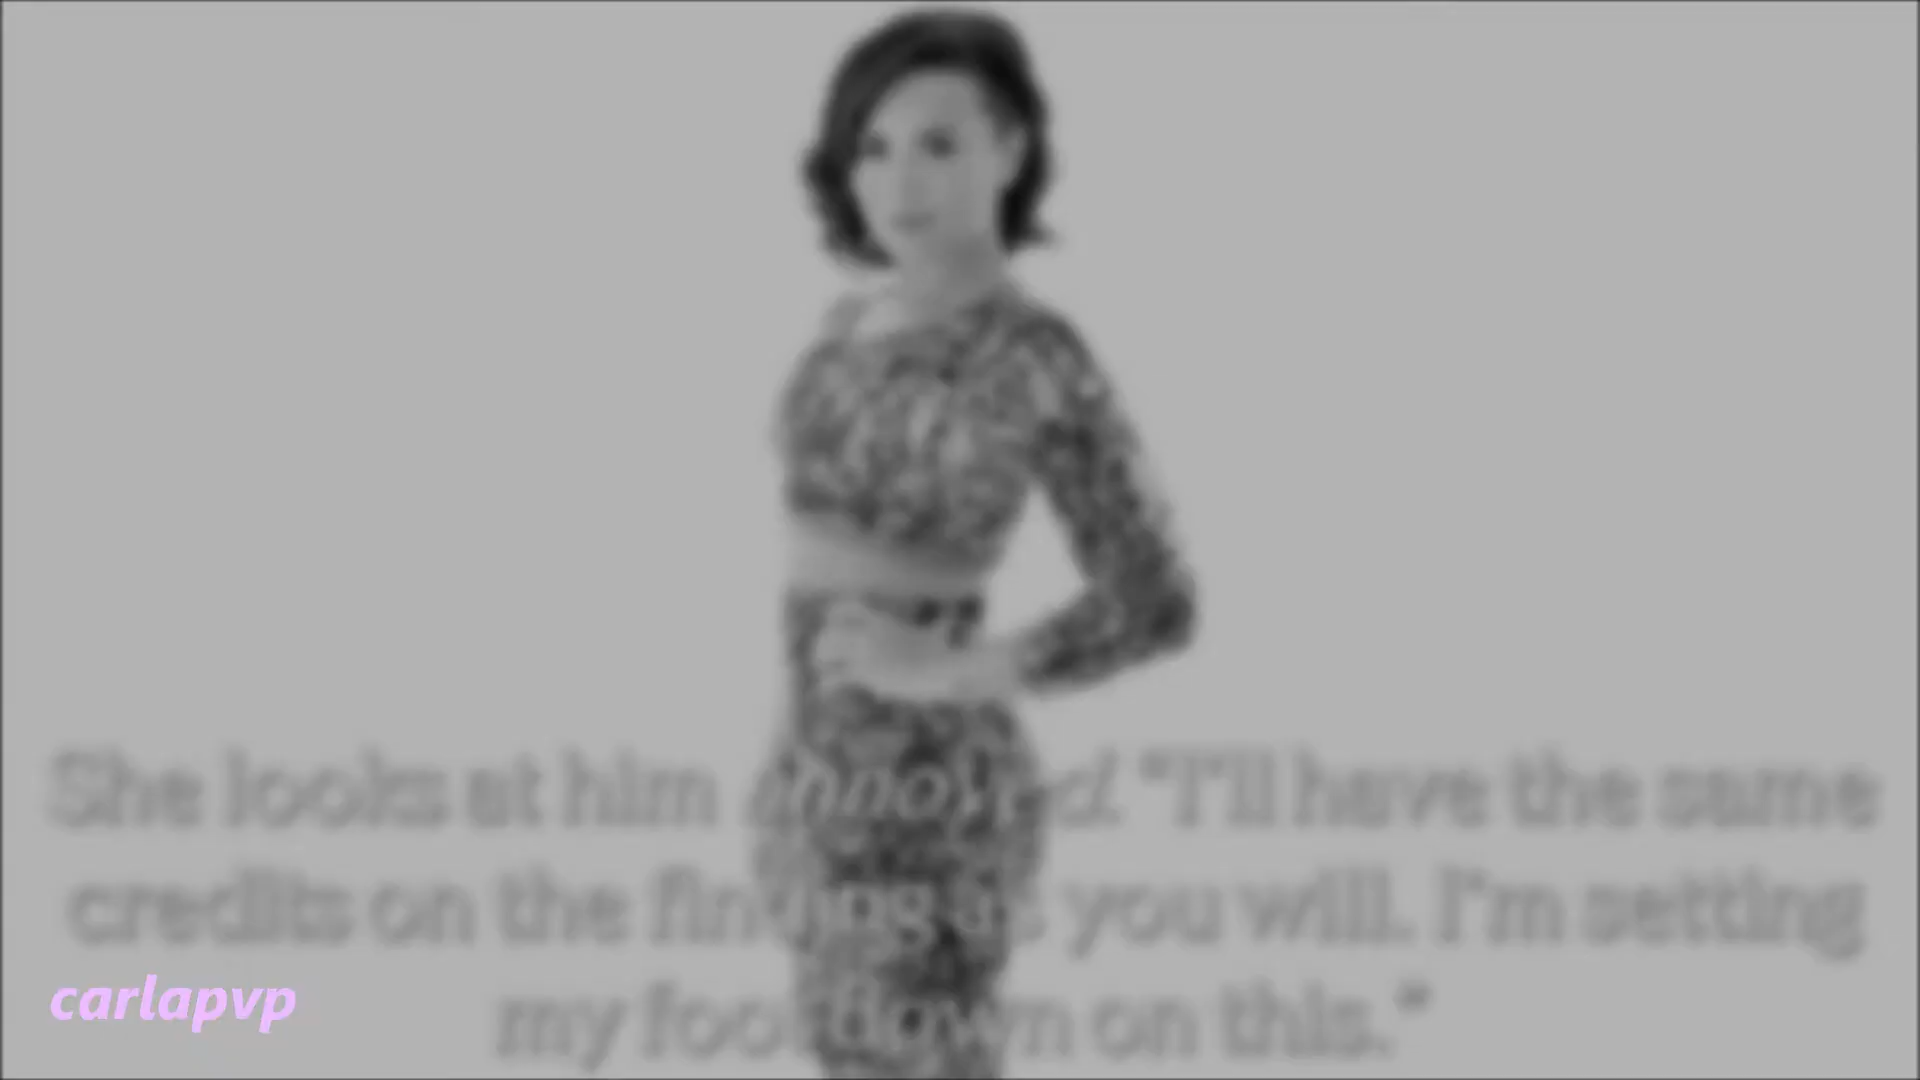 She looks at him annoyed. "I'll have the same
credits on the finding as you will. I'm setting
my foot down on this."
carlapvp